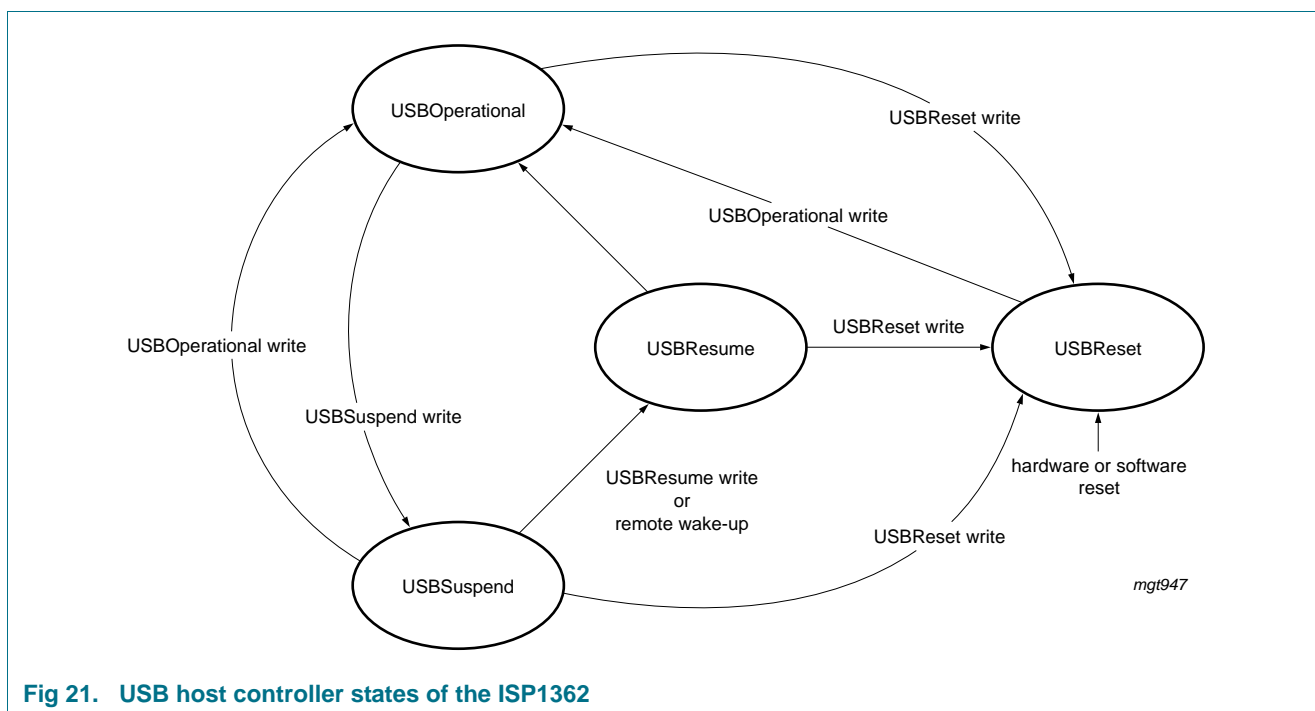 USBOperational
USBReset write
USBOperational write
USBResume
USBReset write
USBReset
USBOperational write
USBSuspend write
hardware or software
reset
USBResume write
or
remote wake-up
USBReset write
USBSuspend
mgt947
Fig 21. USB host controller states of the ISP1362